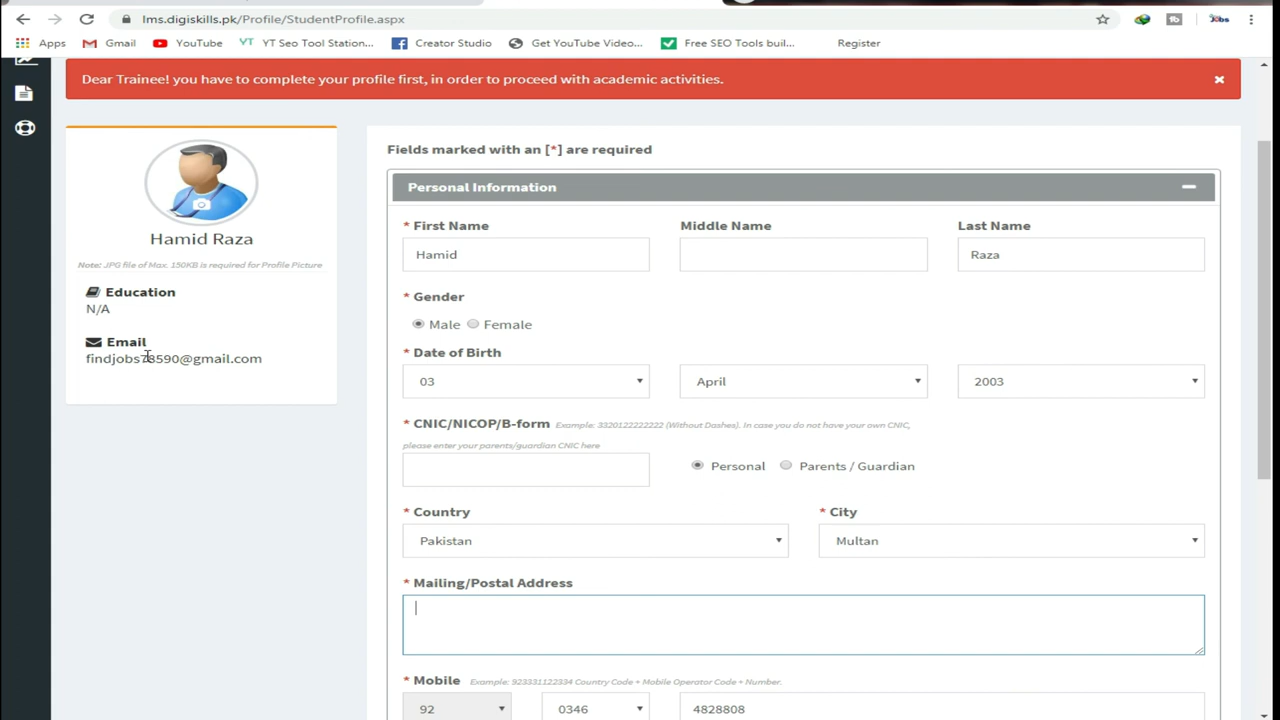 lms.digiskills.pk/Profile/StudentProfile.aspx
Jobs
Apps Gmail YouTube YT YT Seo Tool Station... Creator Studio Get YouTube Video... Free SEO Tools buil... Register
Dear Trainee! you have to complete your profile first, in order to proceed with academic activities.
Hamid Raza
Note: JPG file of Max. 150KB is required for Profile Picture
Education
N/A
Email
Fields marked with an [*] are required
Personal Information
* First Name Middle Name Last Name
Hamid Raza
* Gender
Male Female
* Date of Birth
03 April 2003
* CNIC/NICOP/B-form Example: 3320122222222 (Without Dashes). In case you do not have your own CNIC,
please enter your parents/guardian CNIC here
Personal Parents / Guardian
* Country * City
Pakistan Multan
* Mailing/Postal Address
* Mobile Example: 923331122334 Country Code + Mobile Operator Code + Number.
92 0346 4828808